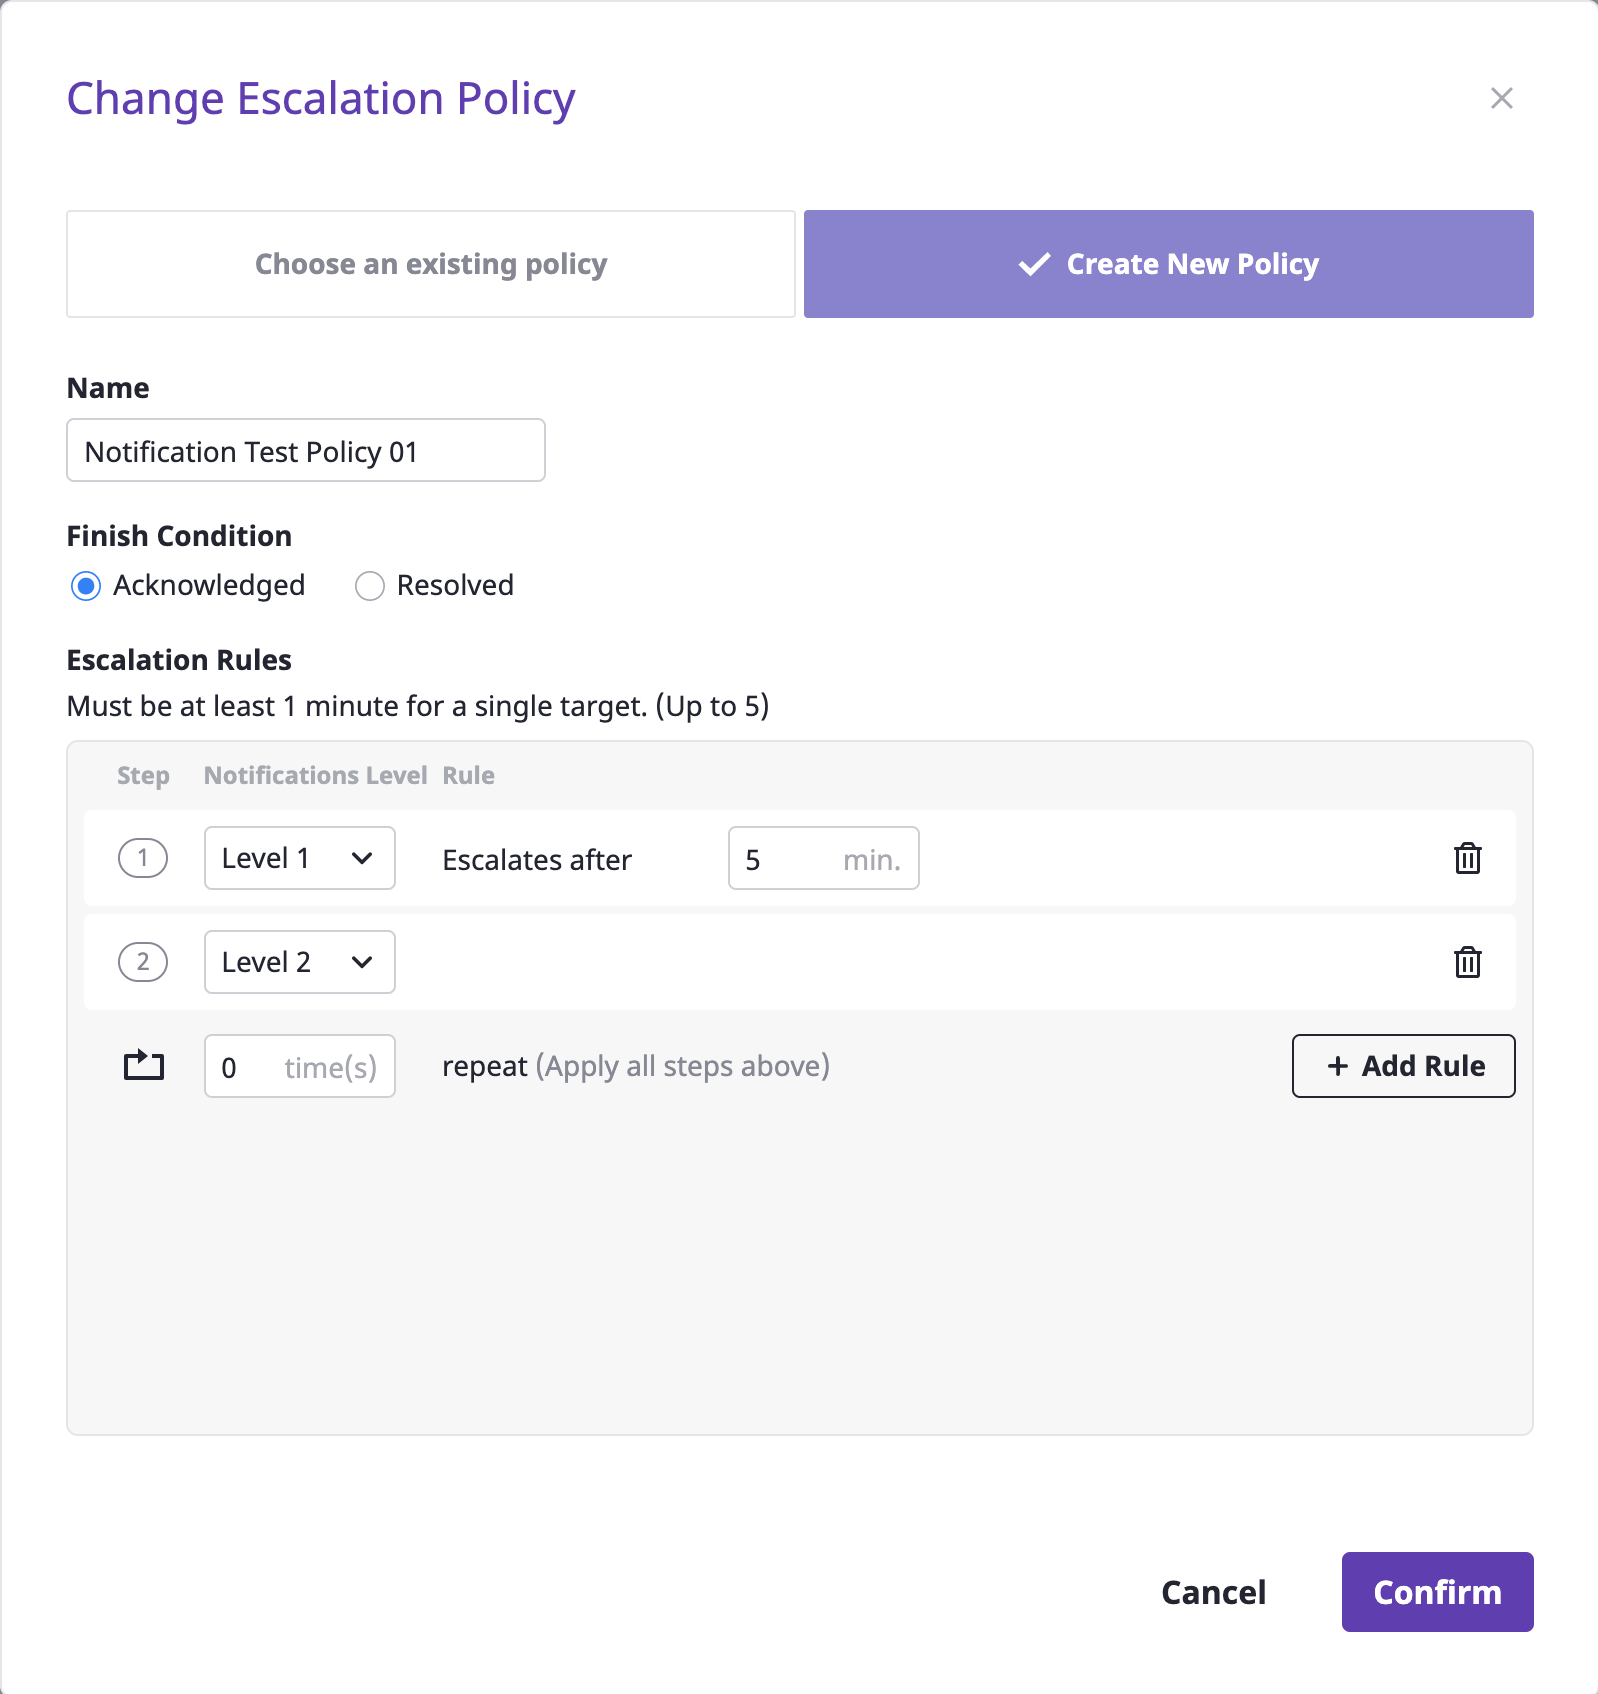 Change Escalation Policy
Choose an existing policy
Create New Policy
Name
Notification Test Policy 01
Finish Condition
Acknowledged Resolved
Escalation Rules
Must be at least 1 minute for a single target. (Up to 5)
Step Notifications Level Rule
1 Level 1 Escalates after 5 min.
2 Level 2
0 time(s) repeat (Apply all steps above) + Add Rule
Cancel Confirm